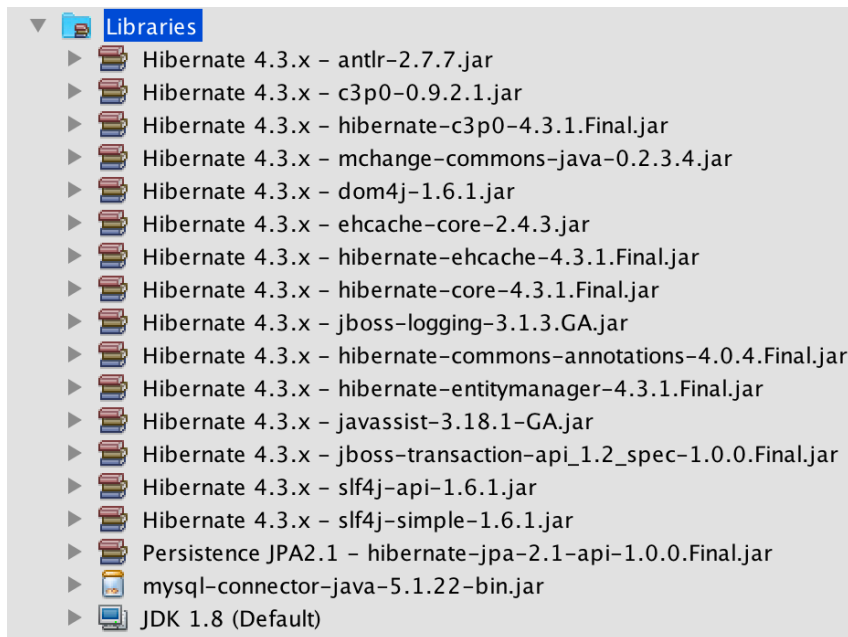 Libraries
Hibernate 4.3.x – antlr-2.7.7.jar
Hibernate 4.3.x – c3p0-0.9.2.1.jar
Hibernate 4.3.x – hibernate-c3p0-4.3.1.Final.jar
Hibernate 4.3.x – mchange-commons-java-0.2.3.4.jar
Hibernate 4.3.x – dom4j-1.6.1.jar
Hibernate 4.3.x – ehcache-core-2.4.3.jar
Hibernate 4.3.x – hibernate-ehcache-4.3.1.Final.jar
Hibernate 4.3.x – hibernate-core-4.3.1.Final.jar
Hibernate 4.3.x – jboss-logging-3.1.3.GA.jar
Hibernate 4.3.x – hibernate-commons-annotations-4.0.4.Final.jar
Hibernate 4.3.x – hibernate-entitymanager-4.3.1.Final.jar
Hibernate 4.3.x – javassist-3.18.1-GA.jar
Hibernate 4.3.x – jboss-transaction-api_1.2_spec-1.0.0.Final.jar
Hibernate 4.3.x – slf4j-api-1.6.1.jar
Hibernate 4.3.x – slf4j-simple-1.6.1.jar
Persistence JPA2.1 – hibernate-jpa-2.1-api-1.0.0.Final.jar
mysql-connector-java-5.1.22-bin.jar
JDK 1.8 (Default)